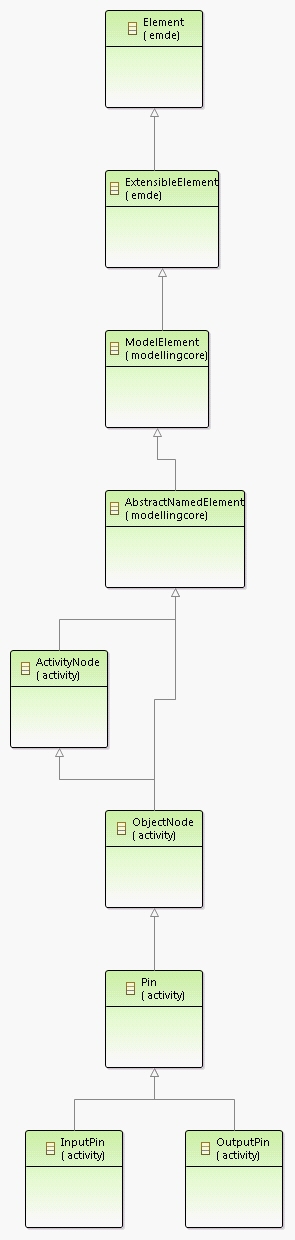 Element
( emde)
ExtensibleElement
( emde)
ModelElement
( modellingcore)
AbstractNamedElement
( modellingcore)
ActivityNode
( activity)
ObjectNode
( activity)
Pin
( activity)
InputPin
( activity)
OutputPin
( activity)